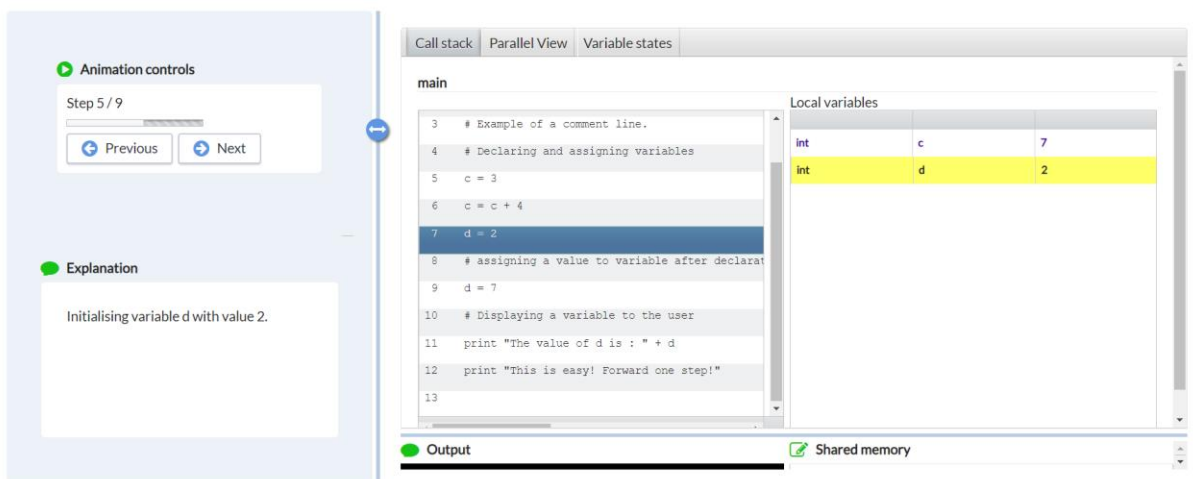 Animation controls
Step 5 / 9
Previous
Next
Explanation
Initialising variable d with value 2.
Call stack
Parallel View
Variable states
main
3 # Example of a comment line.
4 # Declaring and assigning variables
5 c = 3
6 c = c + 4
7 d = 2
8 # assigning a value to variable after declarat
9 d = 7
10 # Displaying a variable to the user
11 print "The value of d is : " + d
12 print "This is easy! Forward one step!"
13
Local variables
int c 7
int d 2
Output
Shared memory